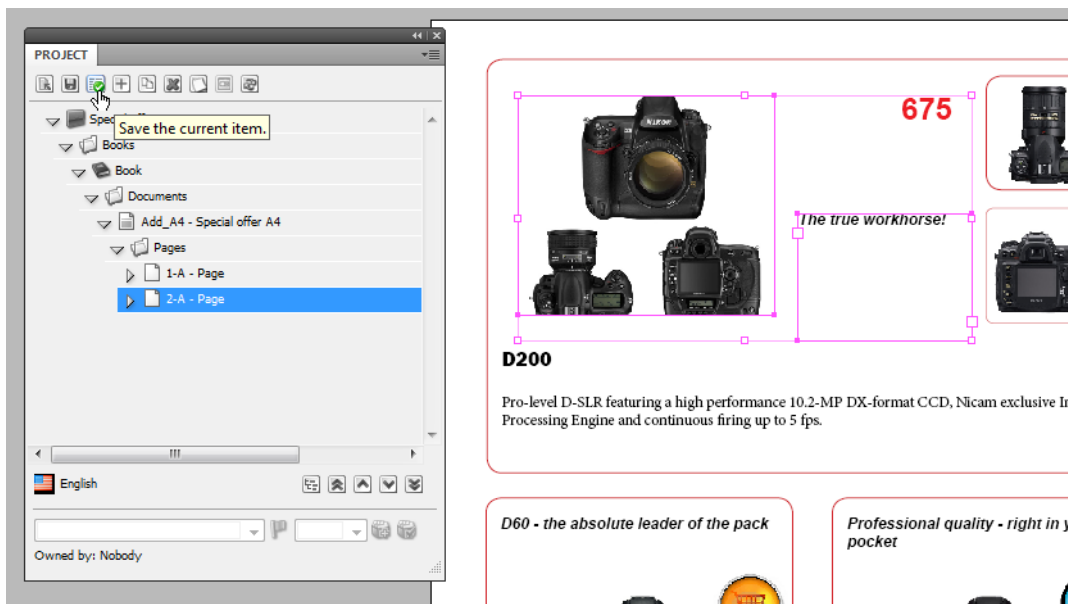 PROJECT
Save the current item.
Books
Book
Documents
Add_A4 - Special offer A4
Pages
1-A - Page
2-A - Page
English
Owned by: Nobody
675
The true workhorse!
D200
Pro-level D-SLR featuring a high performance 10.2-MP DX-format CCD, Nicam exclusive
Processing Engine and continuous firing up to 5 fps.
D60 - the absolute leader of the pack
Professional quality - right in
pocket